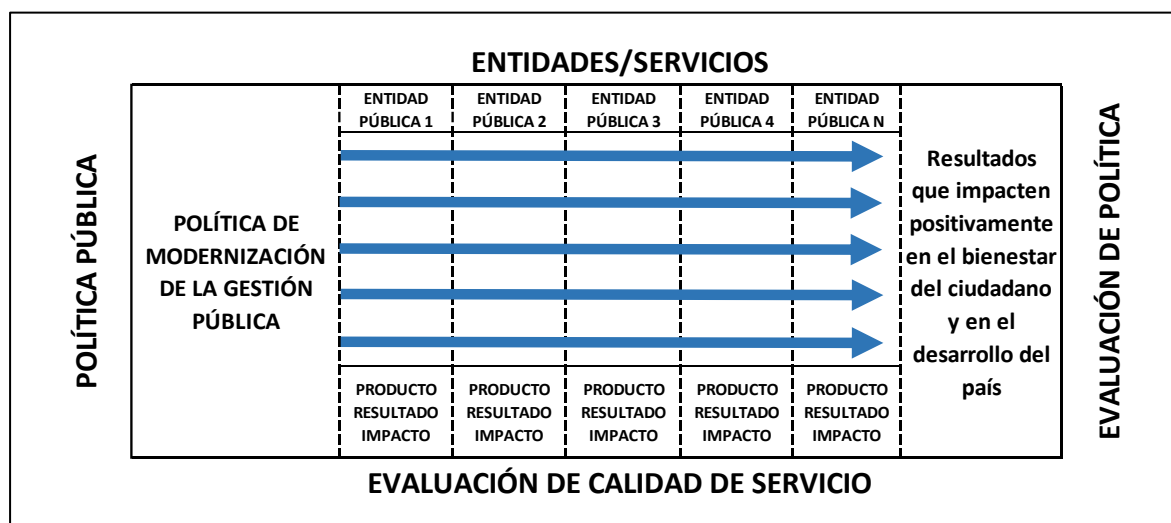 ENTIDADES/SERVICIOS
POLÍTICA PÚBLICA
POLÍTICA DE
MODERNIZACIÓN
DE LA GESTIÓN
PÚBLICA
ENTIDAD
PÚBLICA 1
ENTIDAD
PÚBLICA 2
ENTIDAD
PÚBLICA 3
ENTIDAD
PÚBLICA 4
ENTIDAD
PÚBLICA N
PRODUCTO
RESULTADO
IMPACTO
PRODUCTO
RESULTADO
IMPACTO
PRODUCTO
RESULTADO
IMPACTO
PRODUCTO
RESULTADO
IMPACTO
PRODUCTO
RESULTADO
IMPACTO
Resultados
que impacten
positivamente
en el bienestar
del ciudadano
y en el
desarrollo del
país
EVALUACIÓN DE POLÍTICA
EVALUACIÓN DE CALIDAD DE SERVICIO